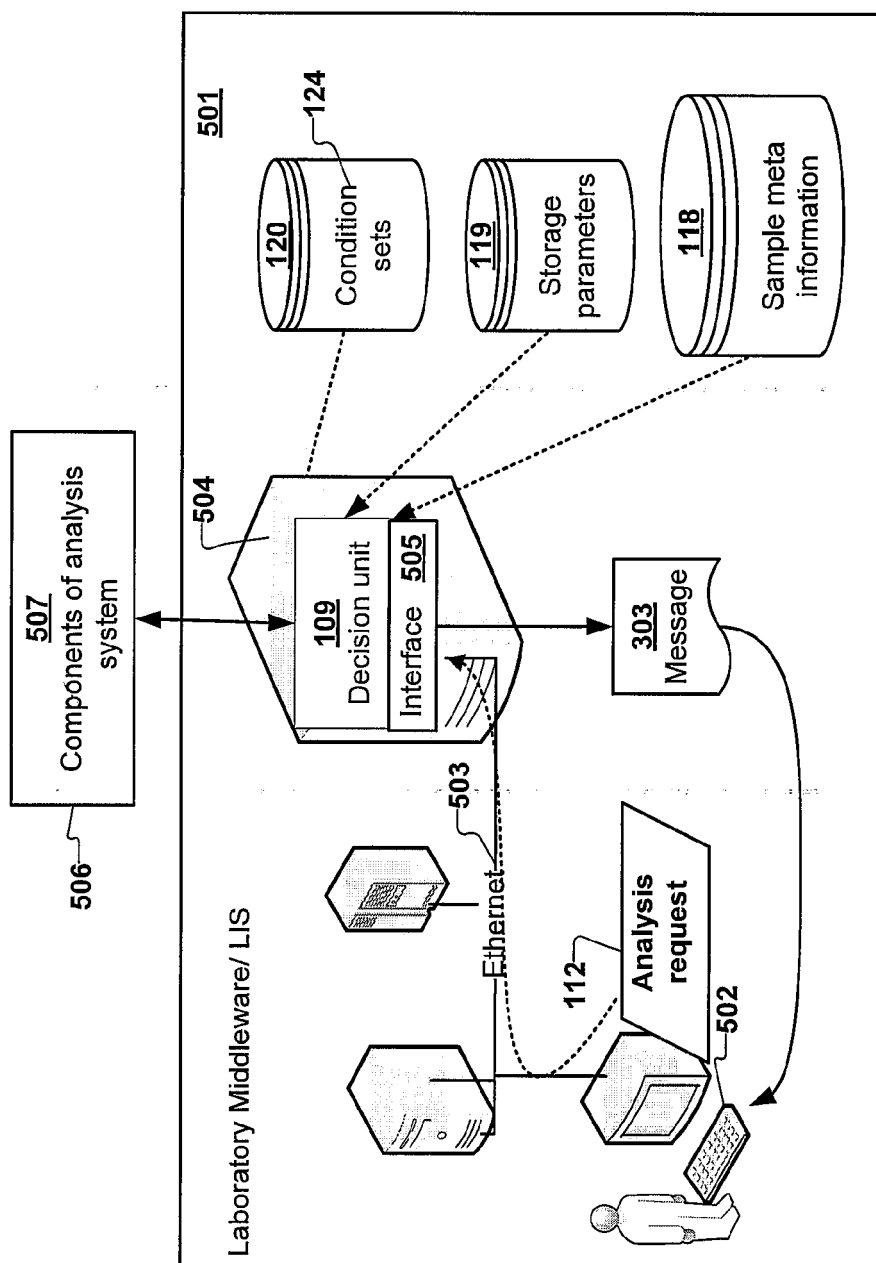 506
507
Components of analysis
system
Laboratory Middleware/ LIS
501
503
Ethernet
504
109
Decision unit
Interface 505
120
Condition
sets
124
119
Storage
parameters
118
Sample meta
information
112
Analysis
request
502
303
Message